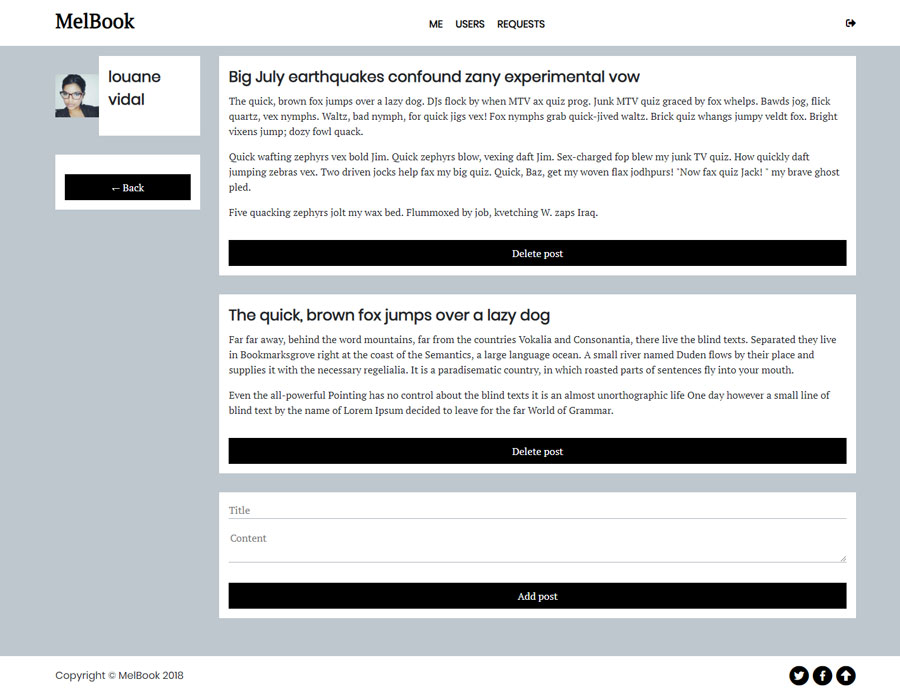 MelBook
ME USERS REQUESTS
louane
vidal
← Back
Big July earthquakes confound zany experimental vow
The quick, brown fox jumps over a lazy dog. DJs flock by when MTV ax quiz prog. Junk MTV quiz graced by fox whelps. Bawds jog, flick
quartz, vex nymphs. Waltz, bad nymph, for quick jigs vex! Fox nymphs grab quick-jived waltz. Brick quiz whangs jumpy veldt fox. Bright
vixens jump; dozy fowl quack.
Quick wafting zephyrs vex bold Jim. Quick zephyrs blow, vexing daft Jim. Sex-charged fop blew my junk TV quiz. How quickly daft
jumping zebras vex. Two driven jocks help fax my big quiz. Quick, Baz, get my woven flax jodhpurs! "Now fax quiz Jack! " my brave ghost
pled.
Five quacking zephyrs jolt my wax bed. Flummoxed by job, kvetching W. zaps Iraq.
Delete post
The quick, brown fox jumps over a lazy dog
Far far away, behind the word mountains, far from the countries Vokalia and Consonantia, there live the blind texts. Separated they live
in Bookmarksgrove right at the coast of the Semantics, a large language ocean. A small river named Duden flows by their place and
supplies it with the necessary regelialia. It is a paradisematic country, in which roasted parts of sentences fly into your mouth.
Even the all-powerful Pointing has no control about the blind texts it is an almost unorthographic life One day however a small line of
blind text by the name of Lorem Ipsum decided to leave for the far World of Grammar.
Delete post
Title
Content
Add post
Copyright © MelBook 2018